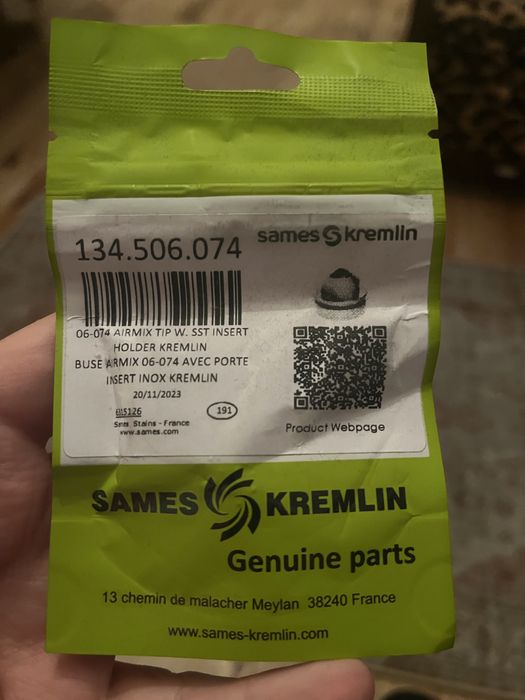 134.506.074
sames kremlin
06-074 AIRMIX TIP W. SST INSERT
HOLDER KREMLIN
BUSE AIRMIX 06-074 AVEC PORTE
INSERT INOX KREMLIN
20/11/2023
191
Stains - France
www.sames.com
Product Webpage
SAMES KREMLIN
Genuine parts
13 chemin de malacher Meylan 38240 France
www.sames-kremlin.com